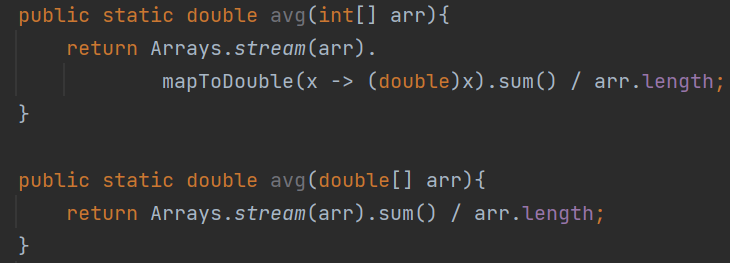 public static double avg(int[] arr){
    return Arrays.stream(arr).
            mapToDouble(x -> (double)x).sum() / arr.length;
}
public static double avg(double[] arr){
    return Arrays.stream(arr).sum() / arr.length;
}